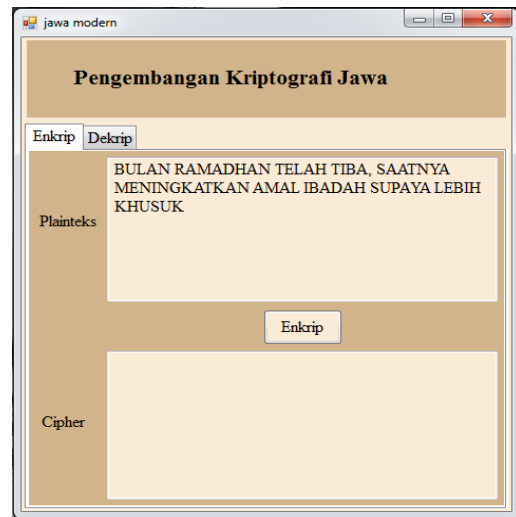 jawa modern
Pengembangan Kriptografi Jawa
Enkrip Dekrip
Plainteks
BULAN RAMADHAN TELAH TIBA, SAATNYA
MENINGKATKAN AMAL IBADAH SUPAYA LEBIH
KHUSUK
Enkrip
Cipher